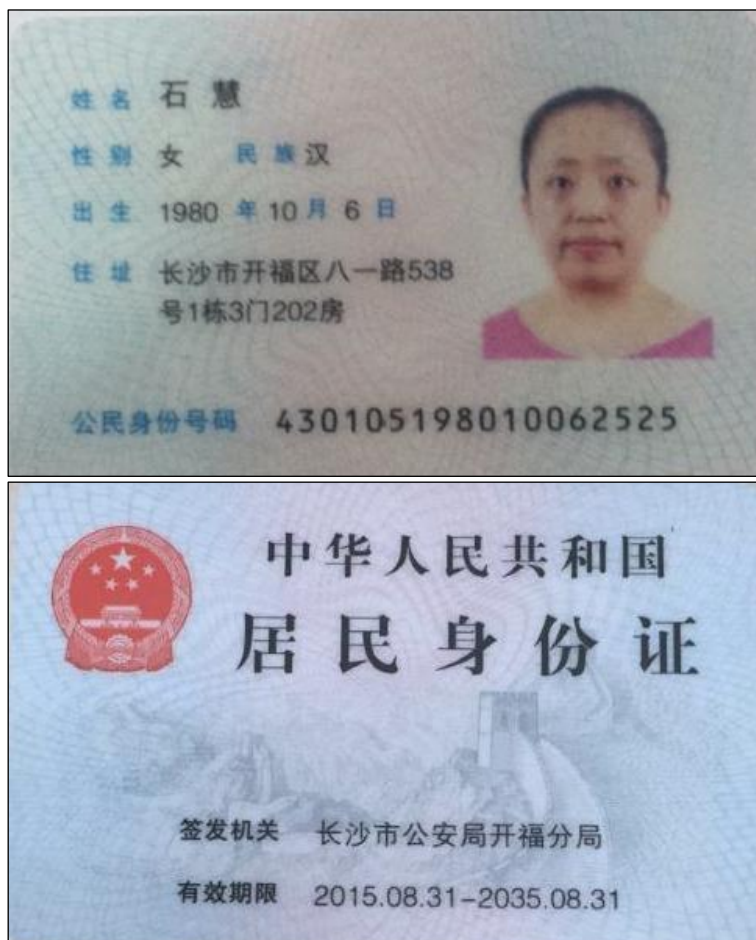 姓名 石慧
性别 女 民族 汉
出生 1980 年 10 月 6 日
住址 长沙市开福区八一路538
号1栋3门202房
公民身份号码 430105198010062525
中华人民共和国
居民身份证
签发机关 长沙市公安局开福分局
有效期限 2015.08.31-2035.08.31